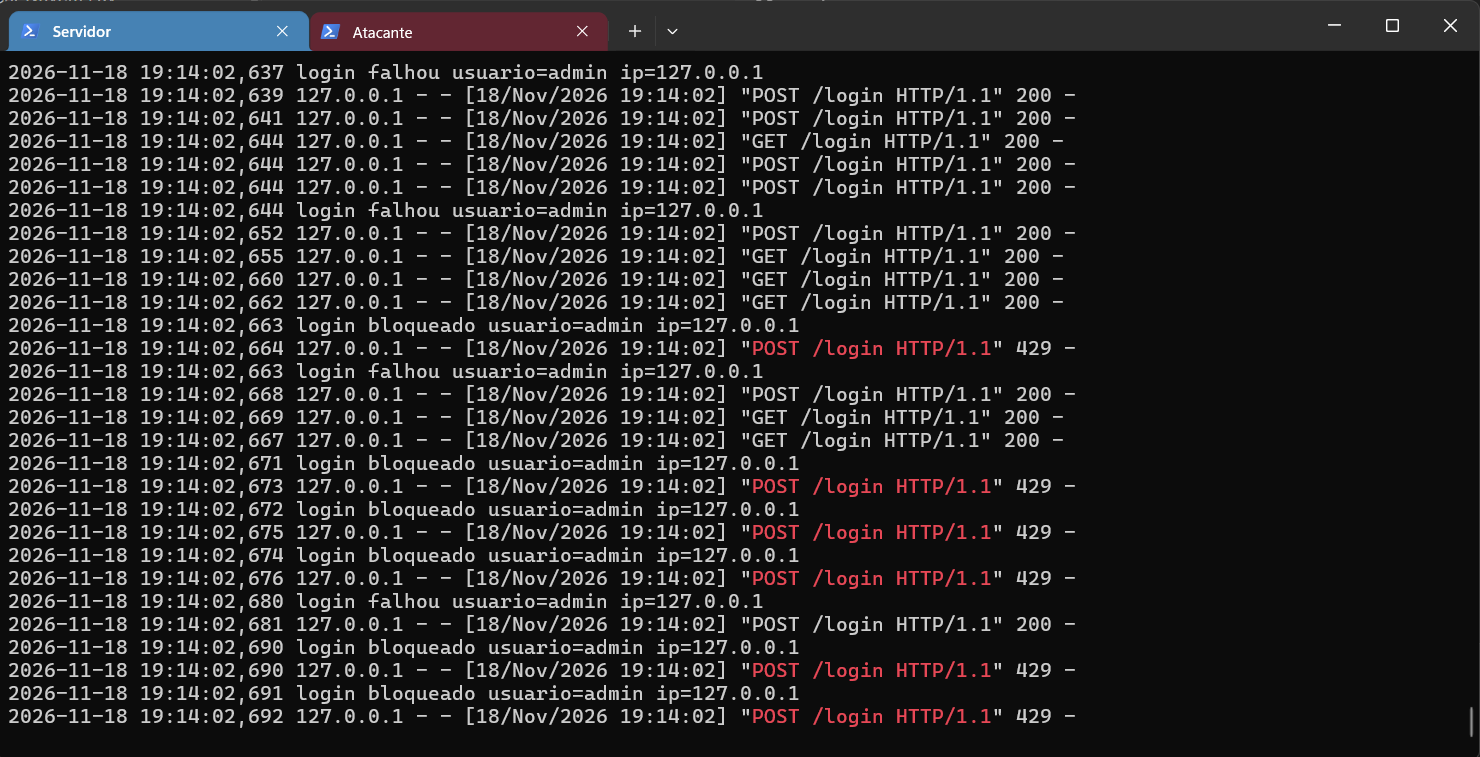 Servidor
Atacante
2026-11-18 19:14:02,637 login falhou usuario=admin ip=127.0.0.1
2026-11-18 19:14:02,639 127.0.0.1 - - [18/Nov/2026 19:14:02] "POST /login HTTP/1.1" 200 -
2026-11-18 19:14:02,641 127.0.0.1 - - [18/Nov/2026 19:14:02] "POST /login HTTP/1.1" 200 -
2026-11-18 19:14:02,644 127.0.0.1 - - [18/Nov/2026 19:14:02] "GET /login HTTP/1.1" 200 -
2026-11-18 19:14:02,644 127.0.0.1 - - [18/Nov/2026 19:14:02] "POST /login HTTP/1.1" 200 -
2026-11-18 19:14:02,644 127.0.0.1 - - [18/Nov/2026 19:14:02] "POST /login HTTP/1.1" 200 -
2026-11-18 19:14:02,644 login falhou usuario=admin ip=127.0.0.1
2026-11-18 19:14:02,652 127.0.0.1 - - [18/Nov/2026 19:14:02] "POST /login HTTP/1.1" 200 -
2026-11-18 19:14:02,655 127.0.0.1 - - [18/Nov/2026 19:14:02] "GET /login HTTP/1.1" 200 -
2026-11-18 19:14:02,660 127.0.0.1 - - [18/Nov/2026 19:14:02] "GET /login HTTP/1.1" 200 -
2026-11-18 19:14:02,662 127.0.0.1 - - [18/Nov/2026 19:14:02] "GET /login HTTP/1.1" 200 -
2026-11-18 19:14:02,663 login bloqueado usuario=admin ip=127.0.0.1
2026-11-18 19:14:02,664 127.0.0.1 - - [18/Nov/2026 19:14:02] "POST /login HTTP/1.1" 429 -
2026-11-18 19:14:02,663 login falhou usuario=admin ip=127.0.0.1
2026-11-18 19:14:02,668 127.0.0.1 - - [18/Nov/2026 19:14:02] "POST /login HTTP/1.1" 200 -
2026-11-18 19:14:02,669 127.0.0.1 - - [18/Nov/2026 19:14:02] "GET /login HTTP/1.1" 200 -
2026-11-18 19:14:02,667 127.0.0.1 - - [18/Nov/2026 19:14:02] "GET /login HTTP/1.1" 200 -
2026-11-18 19:14:02,671 login bloqueado usuario=admin ip=127.0.0.1
2026-11-18 19:14:02,673 127.0.0.1 - - [18/Nov/2026 19:14:02] "POST /login HTTP/1.1" 429 -
2026-11-18 19:14:02,672 login bloqueado usuario=admin ip=127.0.0.1
2026-11-18 19:14:02,675 127.0.0.1 - - [18/Nov/2026 19:14:02] "POST /login HTTP/1.1" 429 -
2026-11-18 19:14:02,674 login bloqueado usuario=admin ip=127.0.0.1
2026-11-18 19:14:02,676 127.0.0.1 - - [18/Nov/2026 19:14:02] "POST /login HTTP/1.1" 429 -
2026-11-18 19:14:02,680 login falhou usuario=admin ip=127.0.0.1
2026-11-18 19:14:02,681 127.0.0.1 - - [18/Nov/2026 19:14:02] "POST /login HTTP/1.1" 200 -
2026-11-18 19:14:02,690 login bloqueado usuario=admin ip=127.0.0.1
2026-11-18 19:14:02,690 127.0.0.1 - - [18/Nov/2026 19:14:02] "POST /login HTTP/1.1" 429 -
2026-11-18 19:14:02,691 login bloqueado usuario=admin ip=127.0.0.1
2026-11-18 19:14:02,692 127.0.0.1 - - [18/Nov/2026 19:14:02] "POST /login HTTP/1.1" 429 -